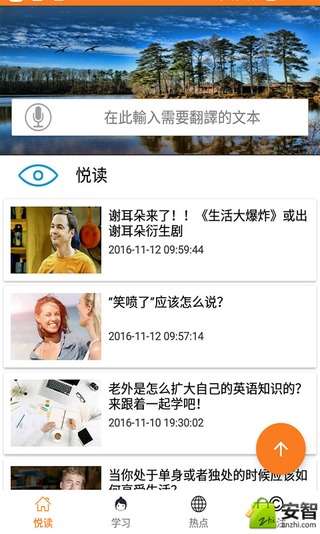 在此輸入需要翻譯的文本
悦读
谢耳朵来了！！《生活大爆炸》或出
谢耳朵衍生剧
2016-11-12 09:59:44
“笑喷了”应该怎么说？
2016-11-12 09:57:14
老外是怎么扩大自己的英语知识的？
来跟着一起学吧！
2016-11-10 19:30:02
当你处于单身或者独处的时候应该如
何享受生活？
悦读
学习
热点
安智
anzhi.com